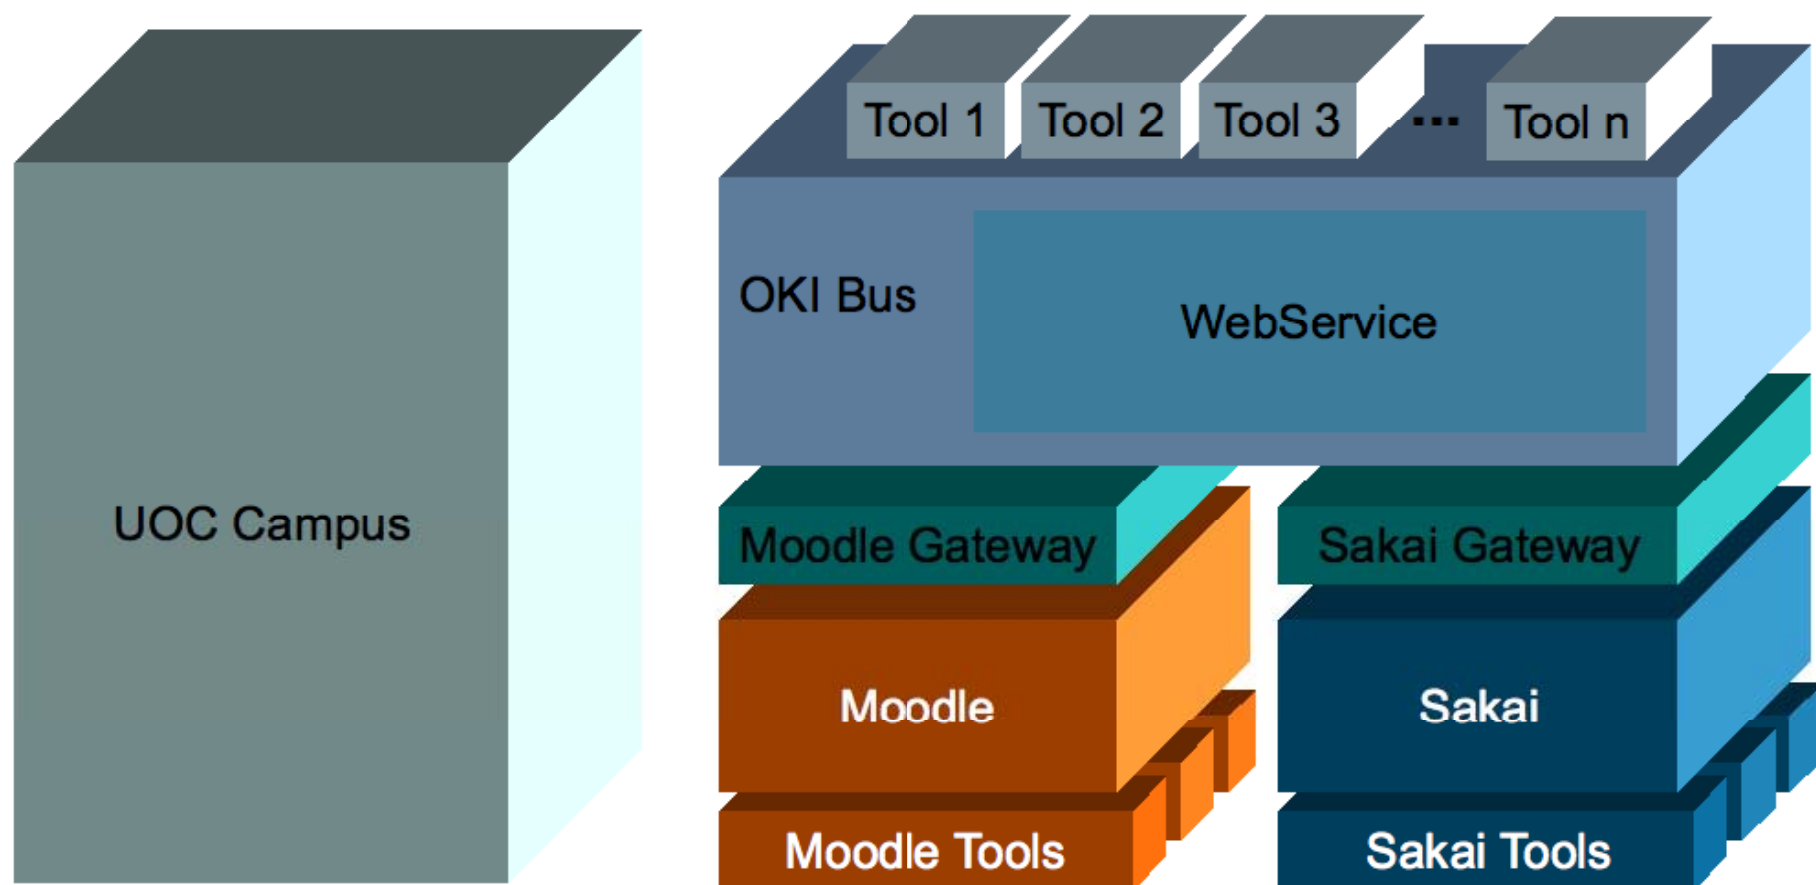 Tool 1
Tool 2
Tool 3
...
Tool n
OKI Bus
WebService
UOC Campus
Moodle Gateway
Sakai Gateway
Moodle
Sakai
Moodle Tools
Sakai Tools